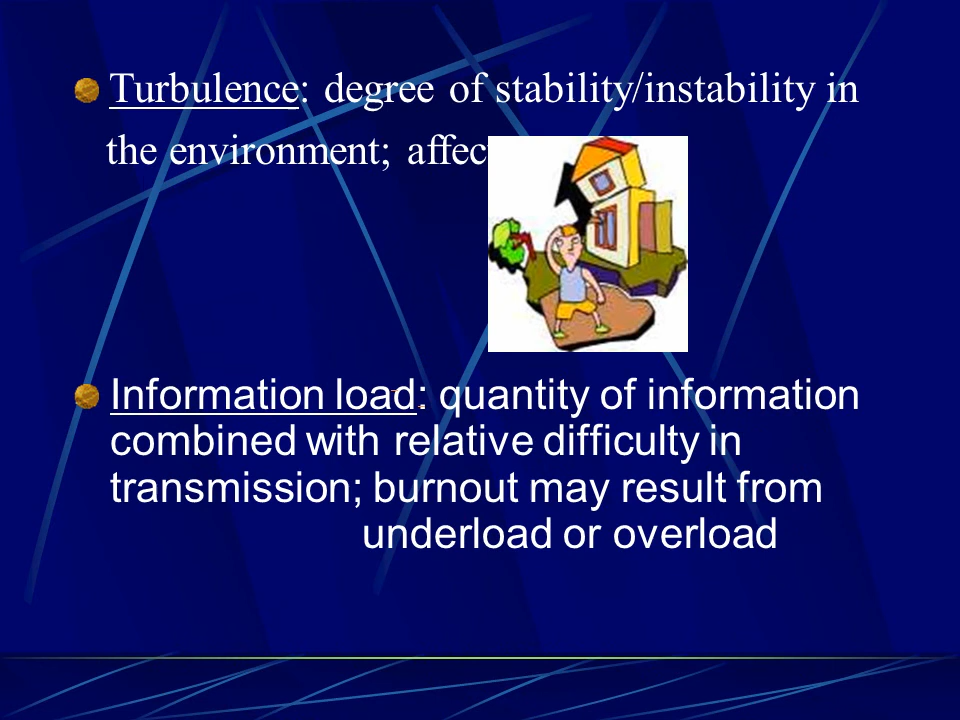 Turbulence: degree of stability/instability in
the environment;
Information load: quantity of information
combined with relative difficulty in
transmission; burnout may result from
underload or overload